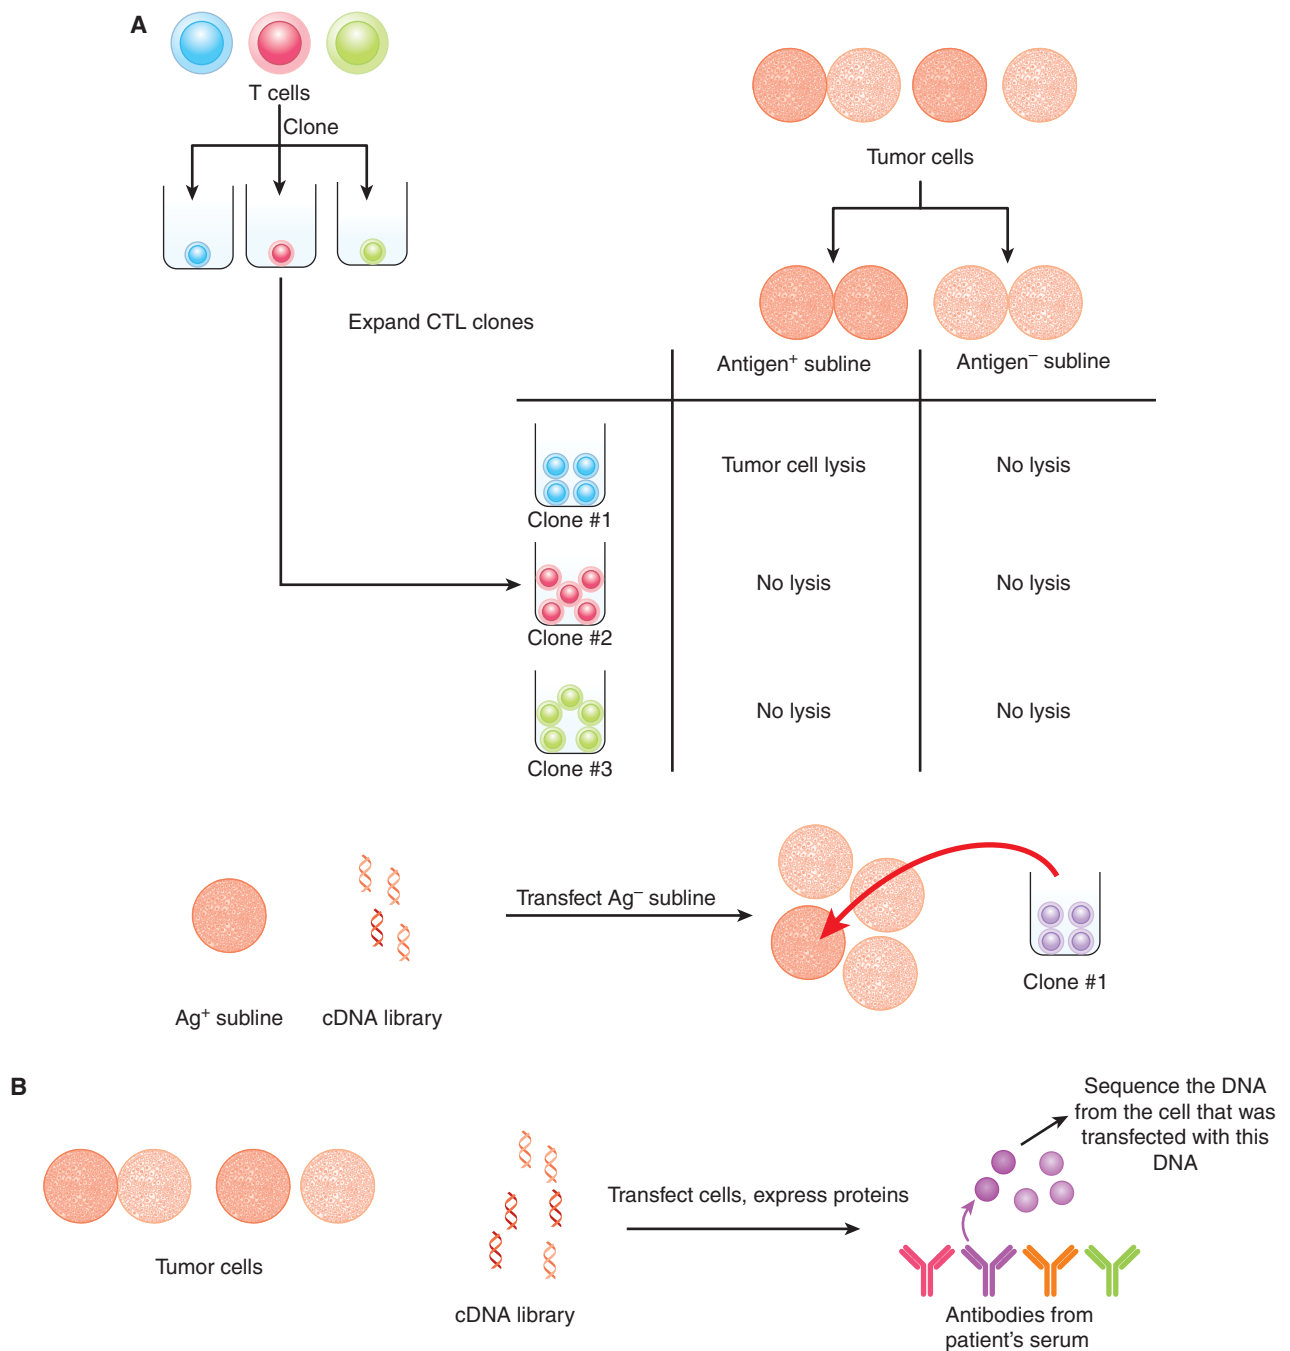 A
T cells
Clone
Tumor cells
Expand CTL clones
Antigen⁺ subline
Antigen⁻ subline
Tumor cell lysis
No lysis
Clone #1
No lysis
No lysis
Clone #2
No lysis
No lysis
Clone #3
Transfect Ag⁻ subline
Clone #1
Ag⁺ subline
cDNA library
B
Sequence the DNA
from the cell that was
transfected with this
DNA
Transfect cells, express proteins
Tumor cells
cDNA library
Antibodies from
patient's serum